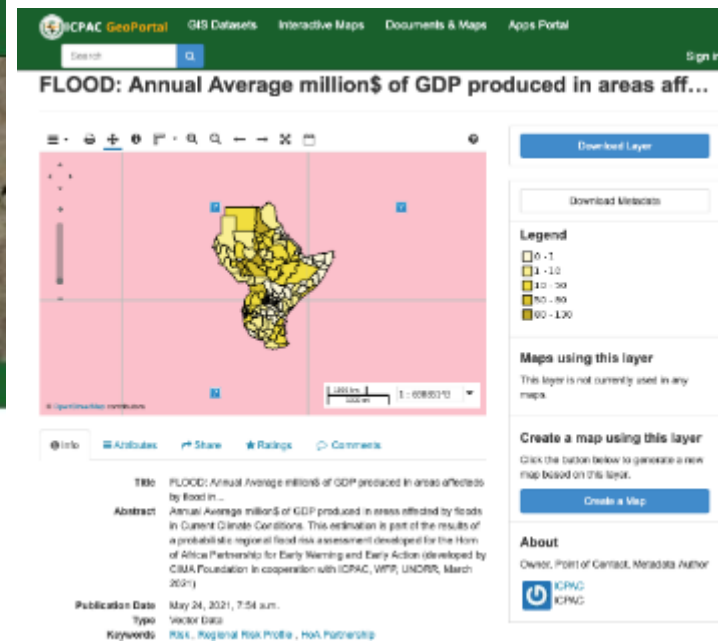 ICPAC GeoPortal GIS Datasets Interactive Maps Documents & Maps Apps Portal
Search
Sign in
FLOOD: Annual Average million$ of GDP produced in areas aff...
Download Layer
Download Metadata
Legend
0 - 1
1 - 10
10 - 50
50 - 80
80 - 100
Maps using this layer
This layer is not currently used in any
maps.
Create a map using this layer
Click the button below to generate a new
map based on this layer.
Create a Map
About
Owner, Point of Contact, Metadata Author
ICPAC
ICPAC
© OpenStreetMap contributors
Info Attributes Share Ratings Comments
Title FLOOD: Annual Average million$ of GDP produced in areas affecteds
by flood in...
Abstract Annual Average million$ of GDP produced in areas affected by floods
in Current Climate Conditions. This estimation is part of the results of
a probabilistic regional flood risk assessment developed for the Horn
of Africa Partnership for Early Warning and Early Action (developed by
CIMA Foundation in cooperation with ICPAC, WFP, UNDRR, March
2021)
Publication Date May 24, 2021, 7:54 a.m.
Type Vector Data
Keywords Risk , Regional Risk Profile , HoA Partnership